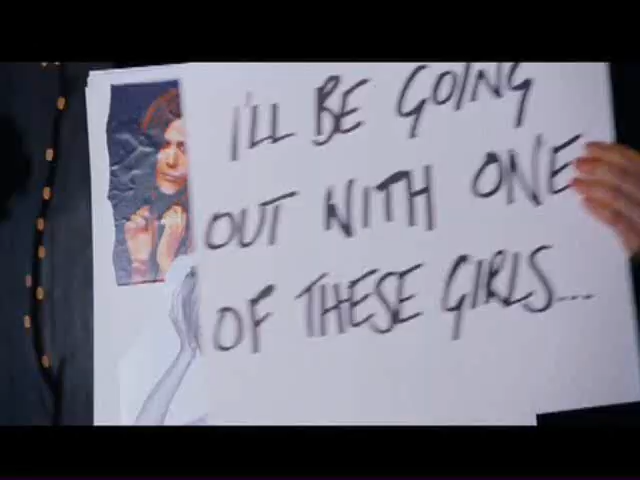 I'LL BE GOING
OUT WITH ONE
OF THESE GIRLS...